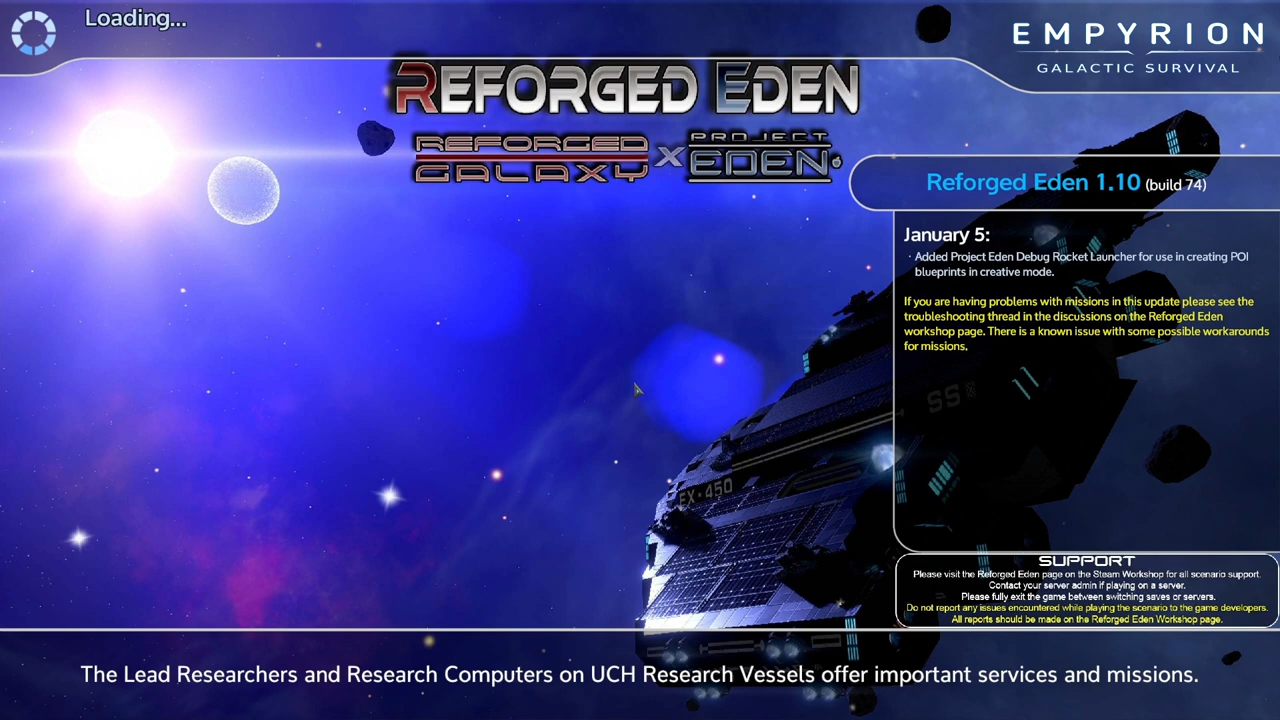 Loading...
EMPYRION
GALACTIC SURVIVAL
REFORGED EDEN
REFORGED GALAXY X PROJECT EDEN
Reforged Eden 1.10 (build 74)
January 5:
· Added Project Eden Debug Rocket Launcher for use in creating POI
blueprints in creative mode.
If you are having problems with missions in this update please see the
troubleshooting thread in the discussions on the Reforged Eden
workshop page. There is a known issue with some possible workarounds
for missions.
SS
EX-450
SUPPORT
Please visit the Reforged Eden page on the Steam Workshop for all scenario support.
Contact your server admin if playing on a server.
Please fully exit the game between switching saves or servers.
Do not report any issues encountered while playing the scenario to the game developers.
All reports should be made on the Reforged Eden Workshop page.
The Lead Researchers and Research Computers on UCH Research Vessels offer important services and missions.